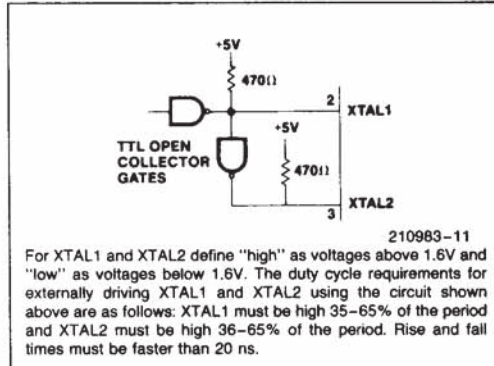 +5V
470Ω
2
XTAL1
TTL OPEN
COLLECTOR
GATES
+5V
470Ω
XTAL2
3
210983-11
For XTAL1 and XTAL2 define "high" as voltages above 1.6V and
"low" as voltages below 1.6V. The duty cycle requirements for
externally driving XTAL1 and XTAL2 using the circuit shown
above are as follows: XTAL1 must be high 35-65% of the period
and XTAL2 must be high 36-65% of the period. Rise and fall
times must be faster than 20 ns.